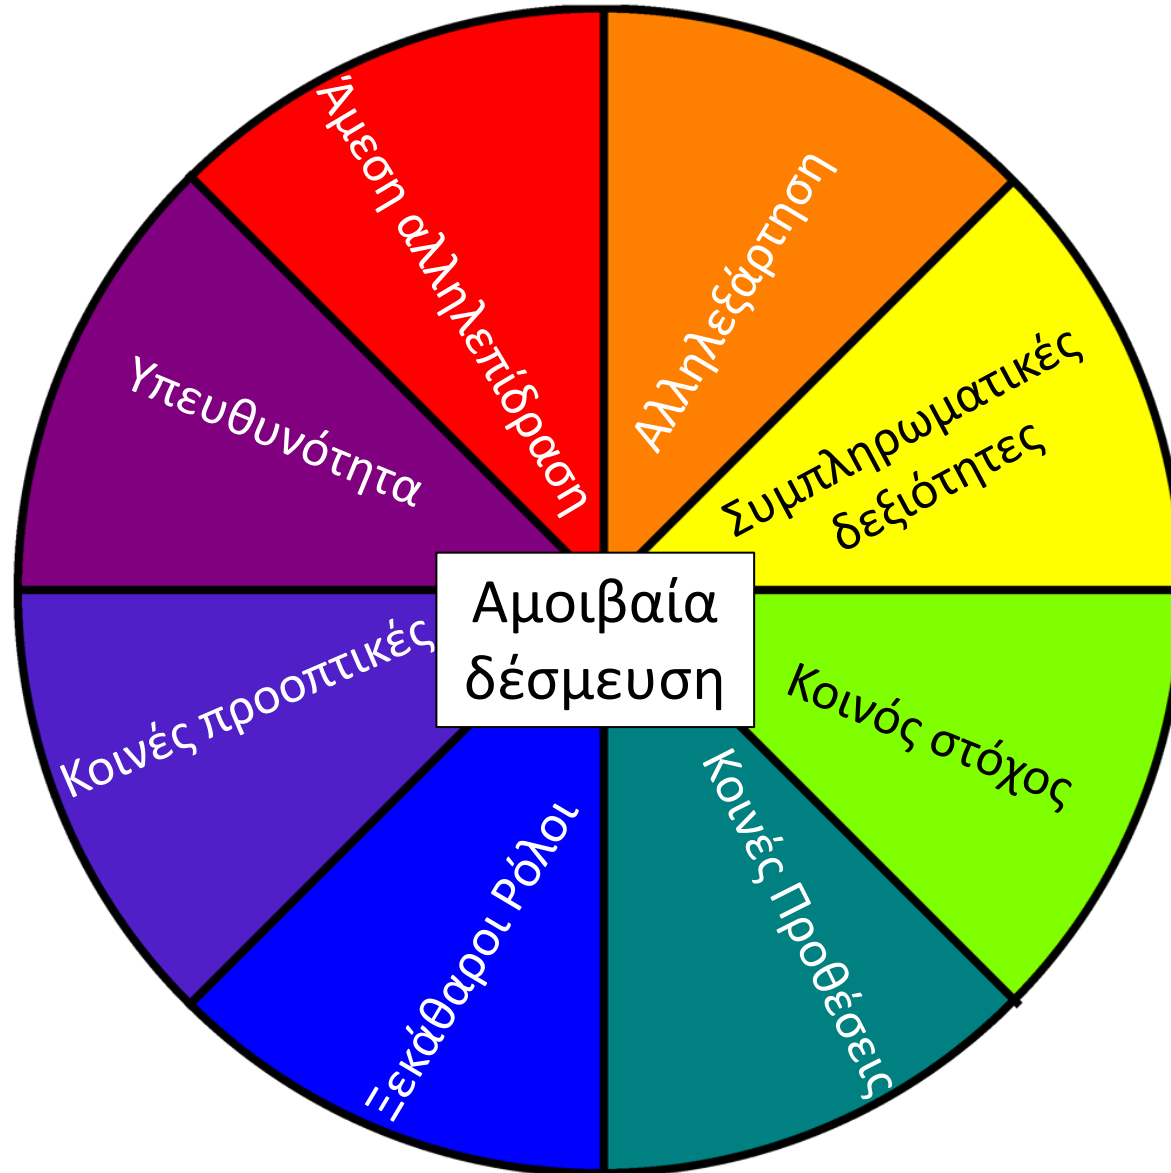 Άμεση αλληλεπίδραση
Αλληλεξάρτηση
Συμπληρωματικές
δεξιότητες
Κοινός στόχος
Κοινές Προθέσεις
Ξεκάθαροι Ρόλοι
Κοινές προοπτικές
Υπευθυνότητα
Αμοιβαία
δέσμευση